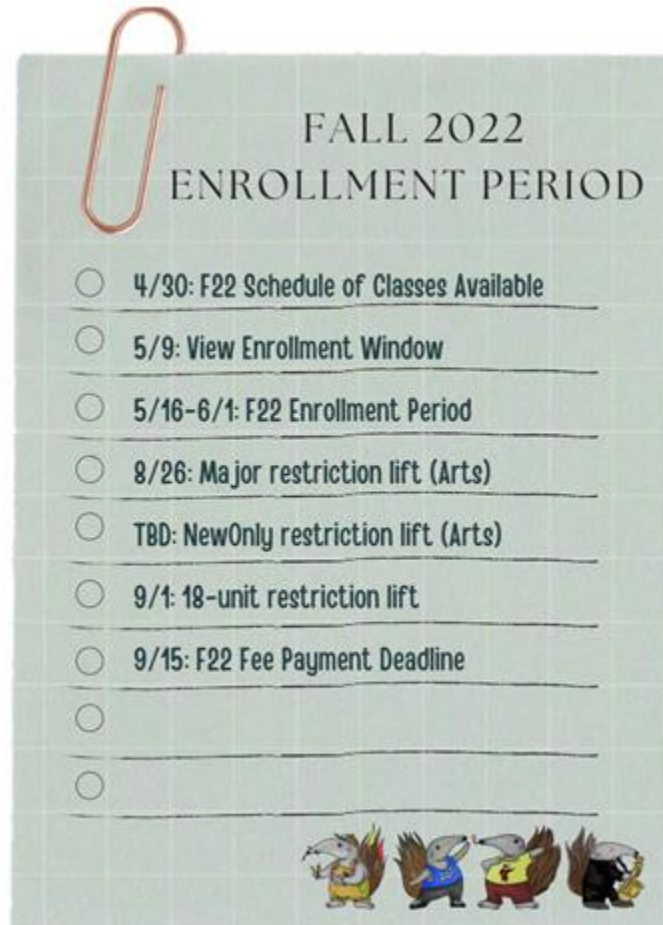 FALL 2022
ENROLLMENT PERIOD
4/30: F22 Schedule of Classes Available
5/9: View Enrollment Window
5/16-6/1: F22 Enrollment Period
8/26: Major restriction lift (Arts)
TBD: NewOnly restriction lift (Arts)
9/1: 18-unit restriction lift
9/15: F22 Fee Payment Deadline